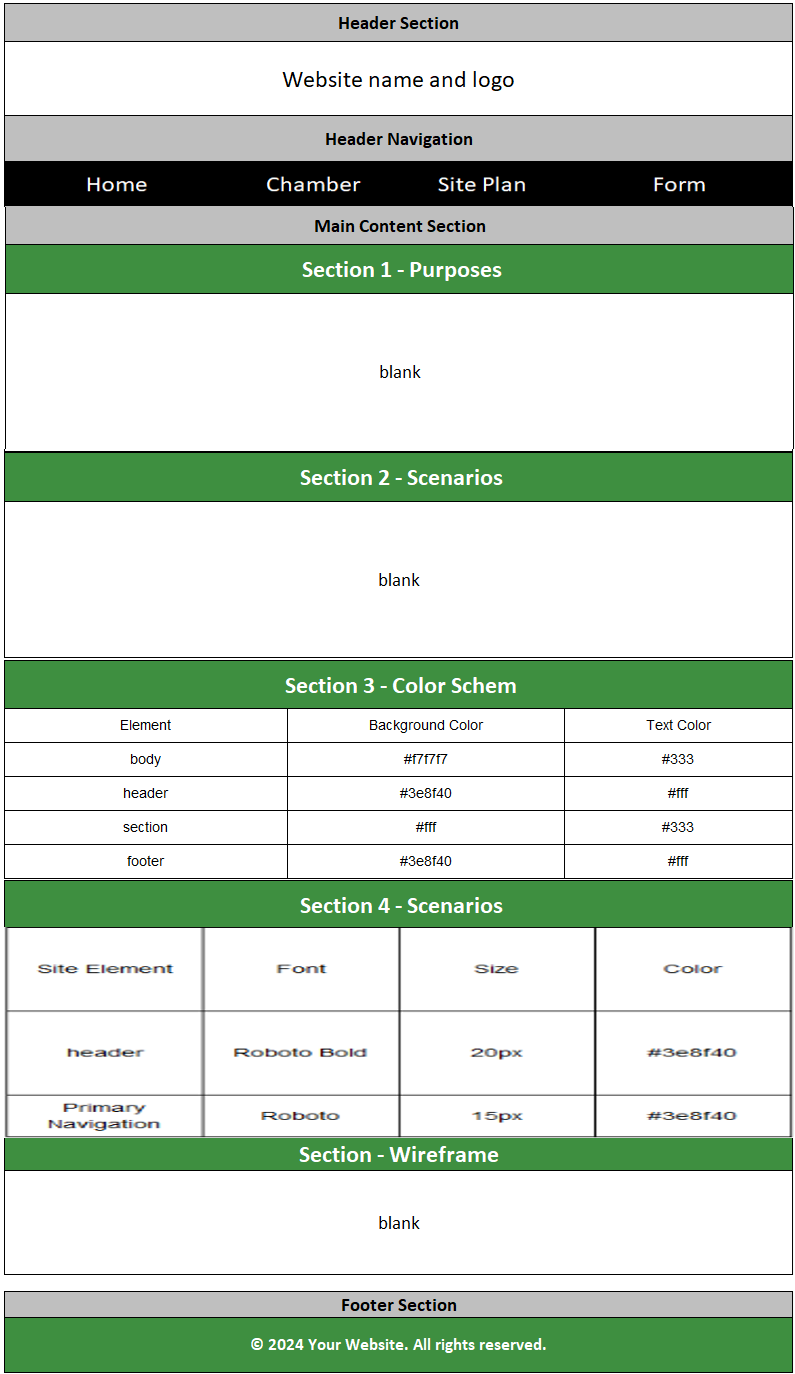 Header Section
Website name and logo
Header Navigation
Home Chamber Site Plan Form
Main Content Section
Section 1 - Purposes
blank
Section 2 - Scenarios
blank
Section 3 - Color Schem
Element Background Color Text Color
body #f7f7f7 #333
header #3e8f40 #fff
section #fff #333
footer #3e8f40 #fff
Section 4 - Scenarios
Site Element Font Size Color
header Roboto Bold 20px #3e8f40
Primary
Navigation Roboto 15px #3e8f40
Section - Wireframe
blank
Footer Section
© 2024 Your Website. All rights reserved.